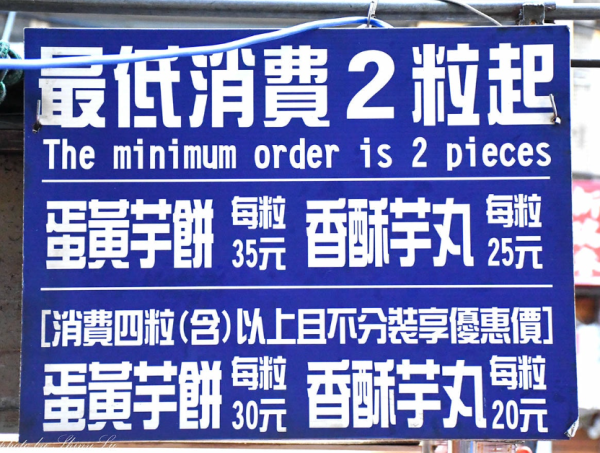 最低消費2粒起
The minimum order is 2 pieces
蛋黃芋餅 每粒35元 香酥芋丸 每粒25元
[消費四粒(含)以上且不分裝享優惠價]
蛋黃芋餅 每粒30元 香酥芋丸 每粒20元